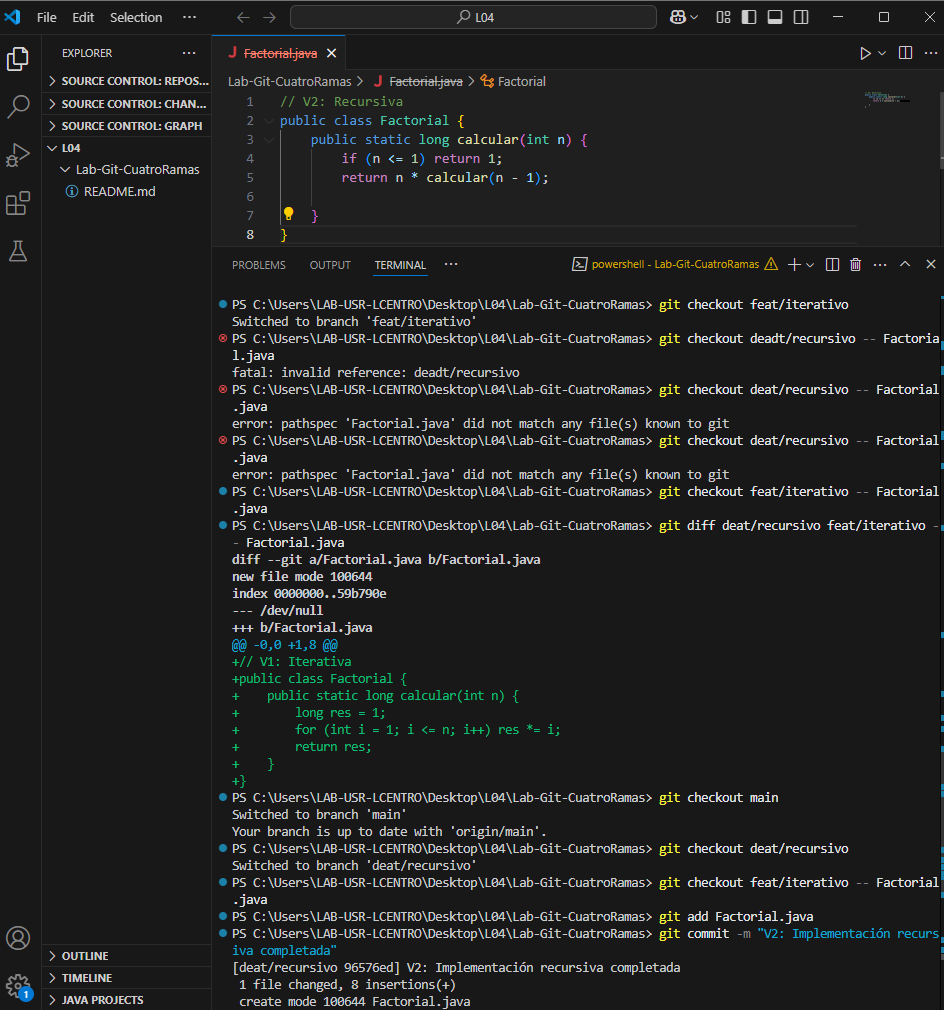 File Edit Selection ···
L04
EXPLORER ···
SOURCE CONTROL: REPOS...
SOURCE CONTROL: CHAN...
SOURCE CONTROL: GRAPH
L04
Lab-Git-CuatroRamas
README.md
OUTLINE
TIMELINE
JAVA PROJECTS
1
J Factorial.java
Lab-Git-CuatroRamas > J Factorial.java > Factorial
1 // V2: Recursiva
2 public class Factorial {
3 public static long calcular(int n) {
4 if (n <= 1) return 1;
5 return n * calcular(n - 1);
6
7 }
8 }
PROBLEMS OUTPUT TERMINAL ··· powershell - Lab-Git-CuatroRamas
PS C:\Users\LAB-USR-LCENTRO\Desktop\L04\Lab-Git-CuatroRamas> git checkout feat/iterativo
Switched to branch 'feat/iterativo'
PS C:\Users\LAB-USR-LCENTRO\Desktop\L04\Lab-Git-CuatroRamas> git checkout deadt/recursivo -- Factoria
l.java
fatal: invalid reference: deadt/recursivo
PS C:\Users\LAB-USR-LCENTRO\Desktop\L04\Lab-Git-CuatroRamas> git checkout deat/recursivo -- Factorial
.java
error: pathspec 'Factorial.java' did not match any file(s) known to git
PS C:\Users\LAB-USR-LCENTRO\Desktop\L04\Lab-Git-CuatroRamas> git checkout deat/recursivo -- Factorial
.java
error: pathspec 'Factorial.java' did not match any file(s) known to git
PS C:\Users\LAB-USR-LCENTRO\Desktop\L04\Lab-Git-CuatroRamas> git checkout feat/iterativo -- Factorial
.java
PS C:\Users\LAB-USR-LCENTRO\Desktop\L04\Lab-Git-CuatroRamas> git diff deat/recursivo feat/iterativo -
- Factorial.java
diff --git a/Factorial.java b/Factorial.java
new file mode 100644
index 0000000..59b790e
--- /dev/null
+++ b/Factorial.java
@@ -0,0 +1,8 @@
+// V1: Iterativa
+public class Factorial {
+    public static long calcular(int n) {
+        long res = 1;
+        for (int i = 1; i <= n; i++) res *= i;
+        return res;
+    }
+}
PS C:\Users\LAB-USR-LCENTRO\Desktop\L04\Lab-Git-CuatroRamas> git checkout main
Switched to branch 'main'
Your branch is up to date with 'origin/main'.
PS C:\Users\LAB-USR-LCENTRO\Desktop\L04\Lab-Git-CuatroRamas> git checkout deat/recursivo
Switched to branch 'deat/recursivo'
PS C:\Users\LAB-USR-LCENTRO\Desktop\L04\Lab-Git-CuatroRamas> git checkout feat/iterativo -- Factorial
.java
PS C:\Users\LAB-USR-LCENTRO\Desktop\L04\Lab-Git-CuatroRamas> git add Factorial.java
PS C:\Users\LAB-USR-LCENTRO\Desktop\L04\Lab-Git-CuatroRamas> git commit -m "V2: Implementación recurs
iva completada"
[deat/recursivo 96576ed] V2: Implementación recursiva completada
1 file changed, 8 insertions(+)
create mode 100644 Factorial.java